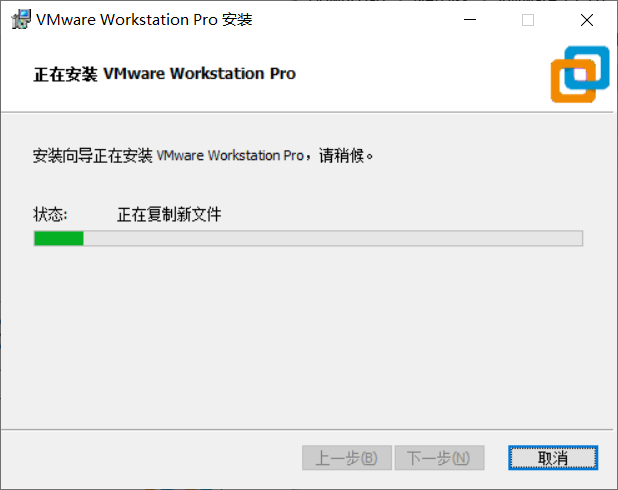 VMware Workstation Pro 安装
正在安装 VMware Workstation Pro
安装向导正在安装 VMware Workstation Pro，请稍候。
状态: 正在复制新文件
上一步(B) 下一步(N) 取消